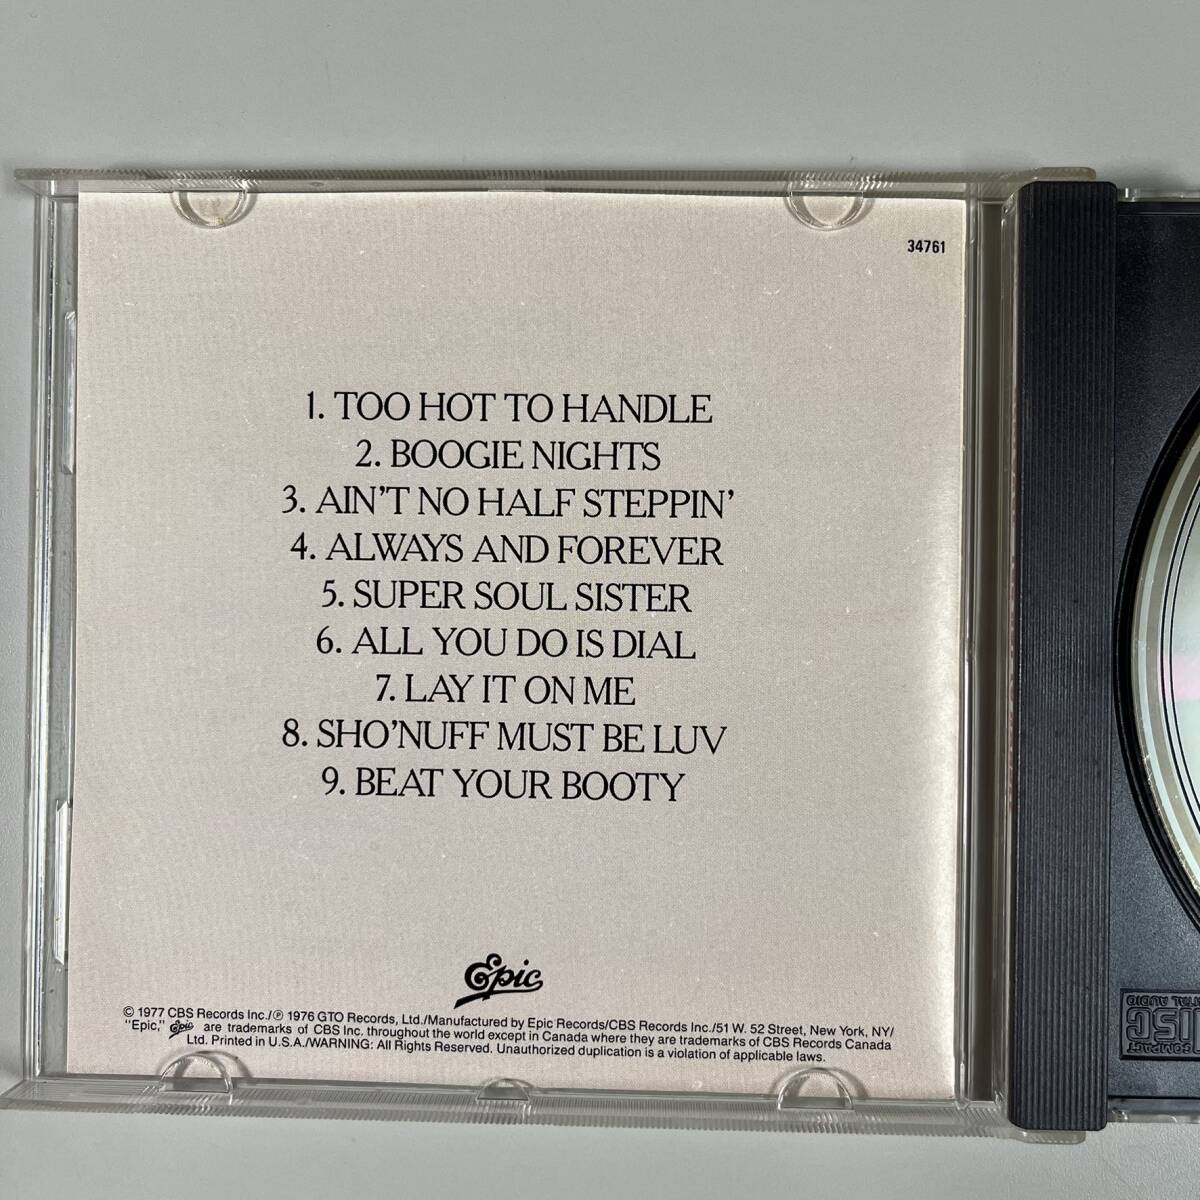 34761
1. TOO HOT TO HANDLE
2. BOOGIE NIGHTS
3. AIN'T NO HALF STEPPIN'
4. ALWAYS AND FOREVER
5. SUPER SOUL SISTER
6. ALL YOU DO IS DIAL
7. LAY IT ON ME
8. SHO'NUFF MUST BE LUV
9. BEAT YOUR BOOTY
Epic
© 1977 CBS Records Inc./℗ 1976 GTO Records, Ltd./Manufactured by Epic Records/CBS Records Inc./51 W. 52 Street, New York, NY/
"Epic," Epic are trademarks of CBS Inc. throughout the world except in Canada where they are trademarks of CBS Records Canada
Ltd. Printed in U.S.A./WARNING: All Rights Reserved. Unauthorized duplication is a violation of applicable laws.
COMPACT
DISC
DIGITAL AUDIO